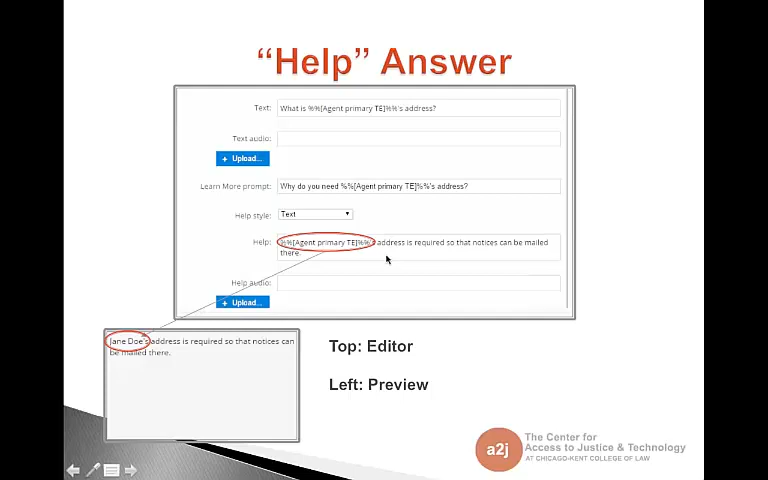 “Help” Answer
Text: What is %%[Agent primary TE]%%'s address?
Text audio:
+ Upload...
Learn More prompt: Why do you need %%[Agent primary TE]%%'s address?
Help style: Text
Help: %%[Agent primary TE]%%'s address is required so that notices can be mailed
there.
Help audio:
+ Upload...
Jane Doe's address is required so that notices can
be mailed there.
Top: Editor
Left: Preview
a2j
The Center for
Access to Justice & Technology
AT CHICAGO-KENT COLLEGE OF LAW